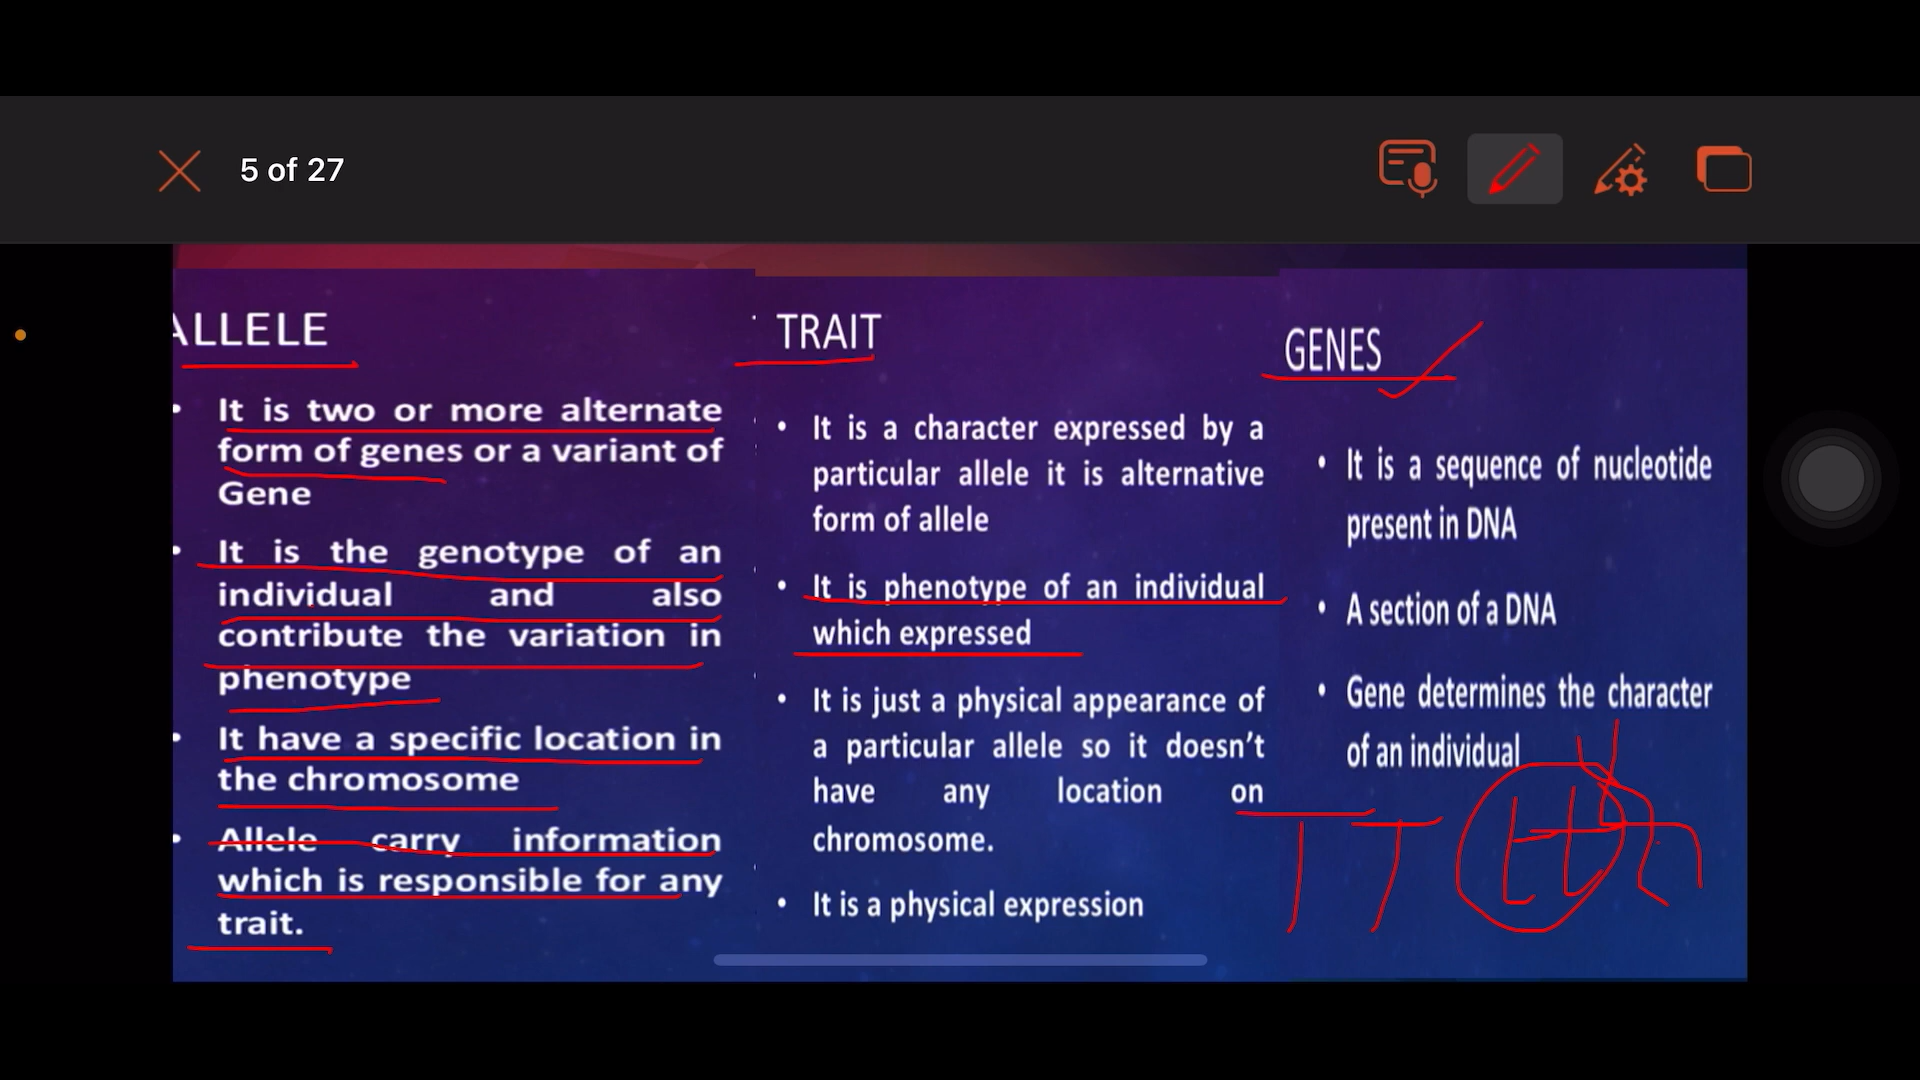 5 of 27
ALLELE
It is two or more alternate
form of genes or a variant of
Gene
It is the genotype of an
individual and also
contribute the variation in
phenotype
It have a specific location in
the chromosome
Allele carry information
which is responsible for any
trait.
TRAIT
It is a character expressed by a
particular allele it is alternative
form of allele
It is phenotype of an individual
which expressed
It is just a physical appearance of
a particular allele so it doesn't
have any location on
chromosome.
It is a physical expression
GENES
It is a sequence of nucleotide
present in DNA
A section of a DNA
Gene determines the character
of an individual
TT tt